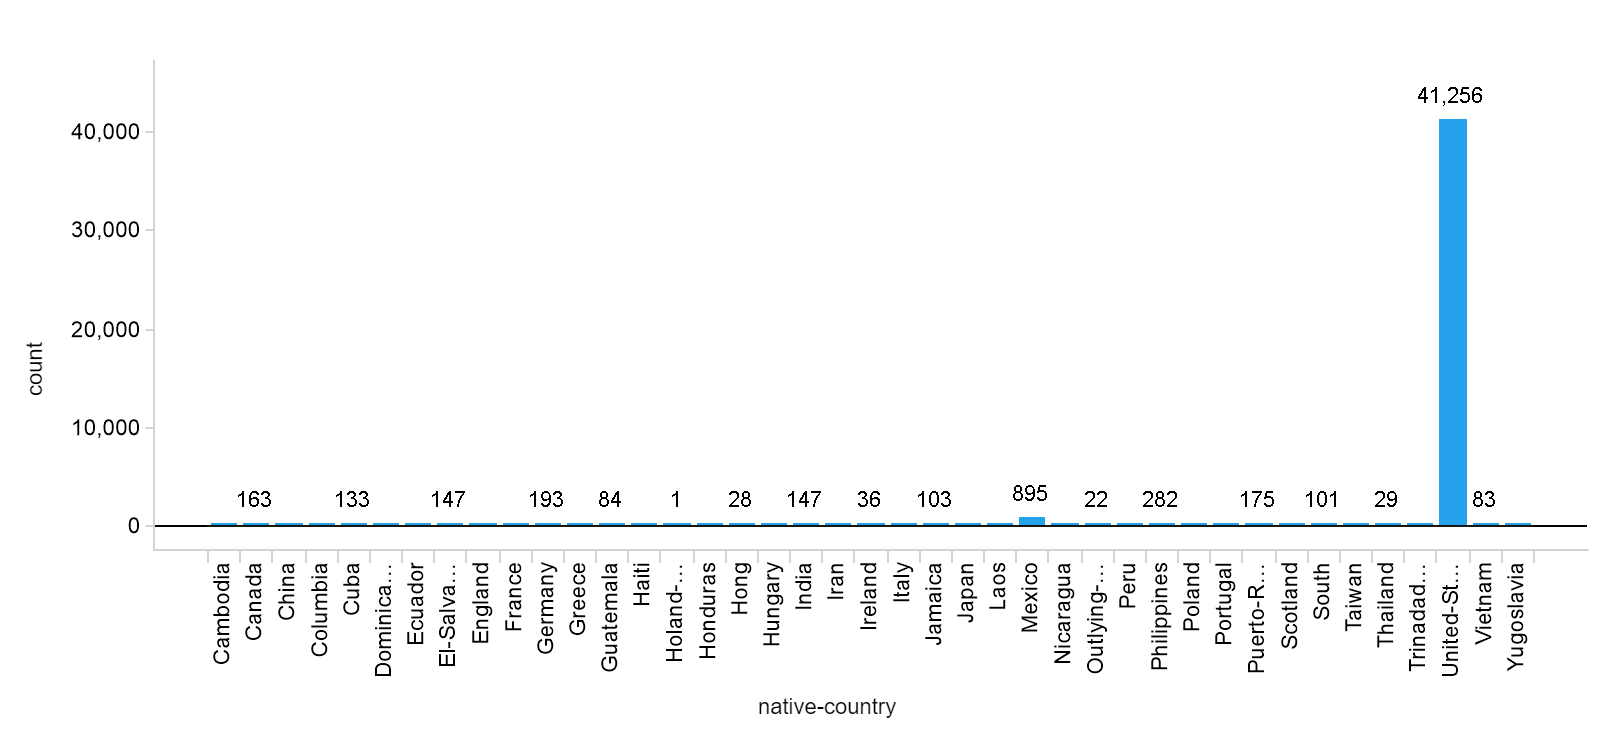 41,256
40,000
30,000
20,000
10,000
0
count
163 133 147 193 84 1 28 147 36 103 895 22 282 175 101 29 83
Cambodia
Canada
China
Columbia
Cuba
Dominica...
Ecuador
El-Salva...
England
France
Germany
Greece
Guatemala
Haiti
Holand-...
Honduras
Hong
Hungary
India
Iran
Ireland
Italy
Jamaica
Japan
Laos
Mexico
Nicaragua
Outlying-...
Peru
Philippines
Poland
Portugal
Puerto-R...
Scotland
South
Taiwan
Thailand
Trinadad...
United-St...
Vietnam
Yugoslavia
native-country